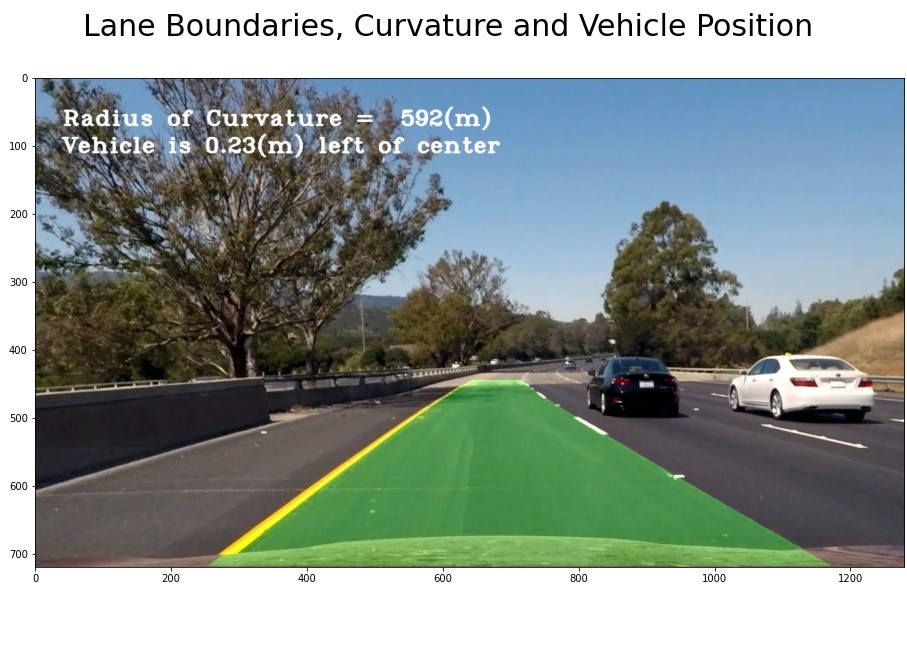 Lane Boundaries, Curvature and Vehicle Position
Radius of Curvature = 592(m)
Vehicle is 0.23(m) left of center
0
100
200
300
400
500
600
700
0 200 400 600 800 1000 1200